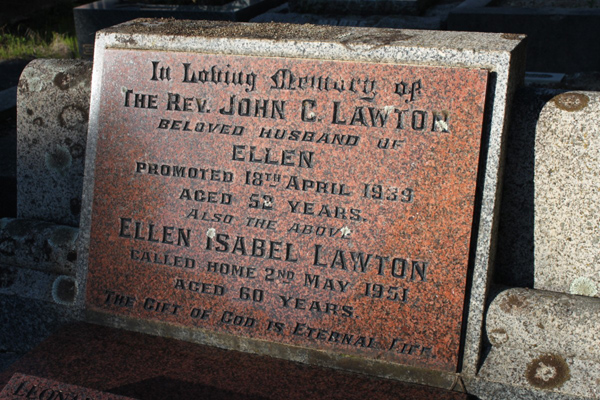 In Loving Memory of
THE REV. JOHN C. LAWTON
BELOVED HUSBAND OF
ELLEN
PROMOTED 18TH APRIL 1939
AGED 52 YEARS.
ALSO THE ABOVE
ELLEN ISABEL LAWTON
CALLED HOME 2ND MAY 1951
AGED 60 YEARS.
THE GIFT OF GOD IS ETERNAL LIFE.